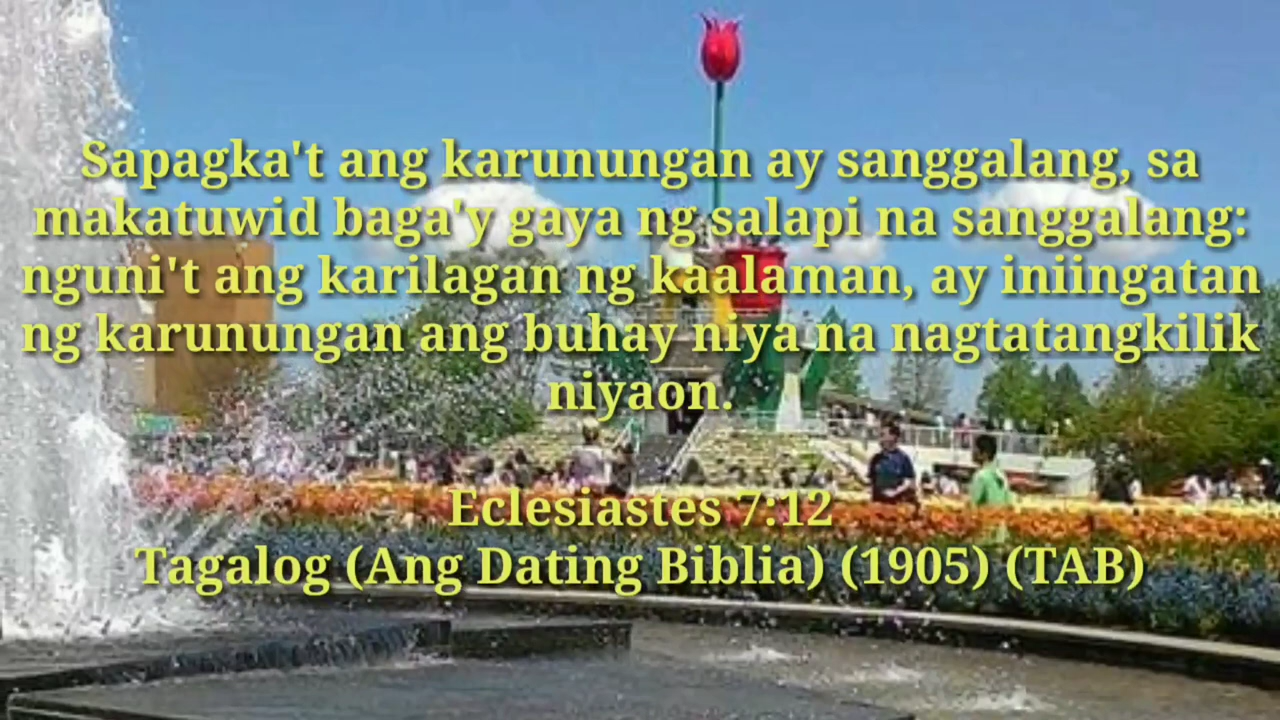 Sapagka't ang karunungan ay sanggalang, sa
makatuwid baga'y gaya ng salapi na sanggalang:
nguni't ang karilagan ng kaalaman, ay iniingatan
ng karunungan ang buhay niya na nagtatangkilik
niyaon.
Eclesiastes 7:12
Tagalog (Ang Dating Biblia) (1905) (TAB)